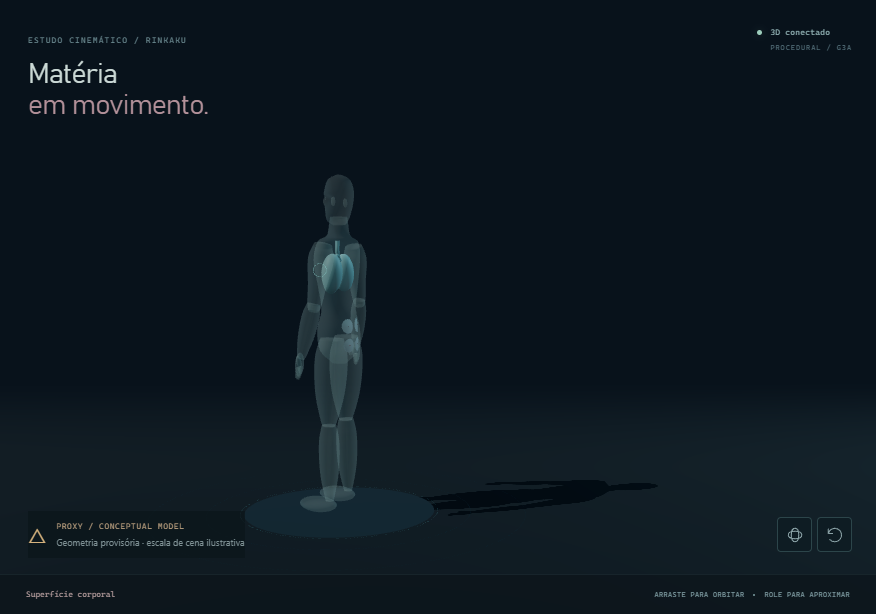 ESTUDO CINEMÁTICO / RINKAKU
Matéria
em movimento.
3D conectado
PROCEDURAL / G3A
PROXY / CONCEPTUAL MODEL
Geometria provisória · escala de cena ilustrativa
Superfície corporal
ARRASTE PARA ORBITAR • ROLE PARA APROXIMAR